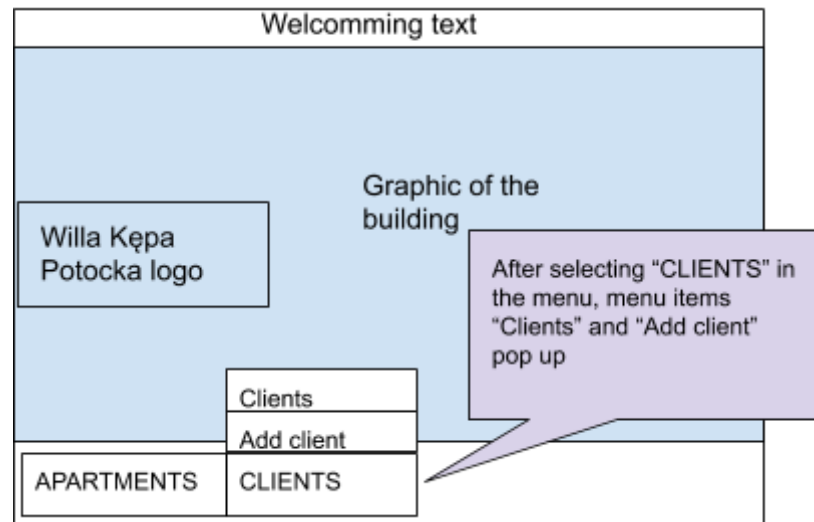 Welcomming text
Graphic of the
building
Willa Kępa
Potocka logo
After selecting “CLIENTS” in
the menu, menu items
“Clients” and “Add client”
pop up
Clients
Add client
APARTMENTS
CLIENTS